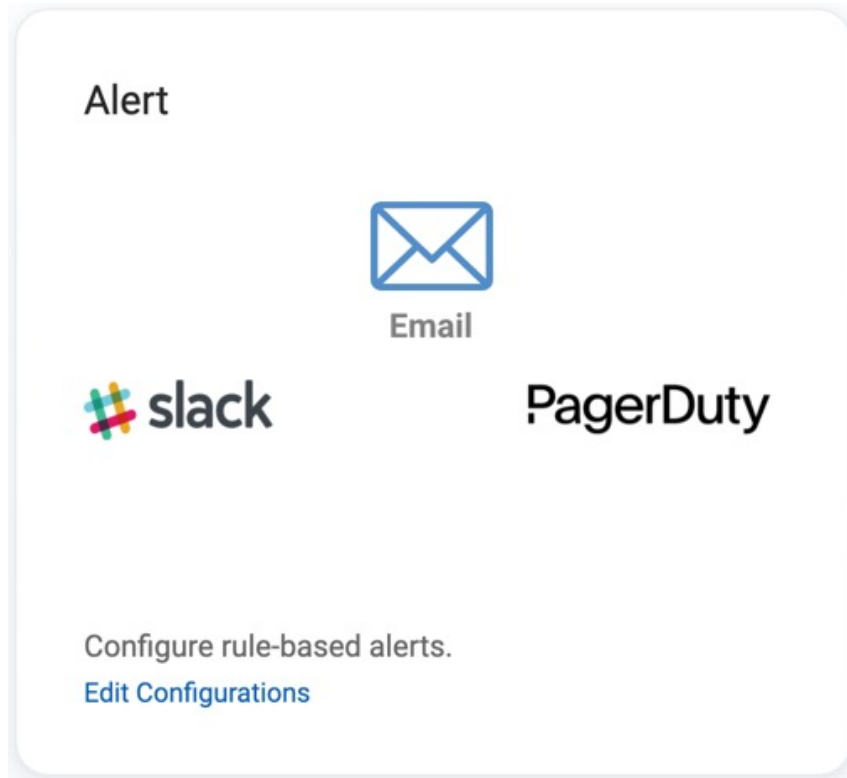 Alert
Email
slack
PagerDuty
Configure rule-based alerts.
Edit Configurations